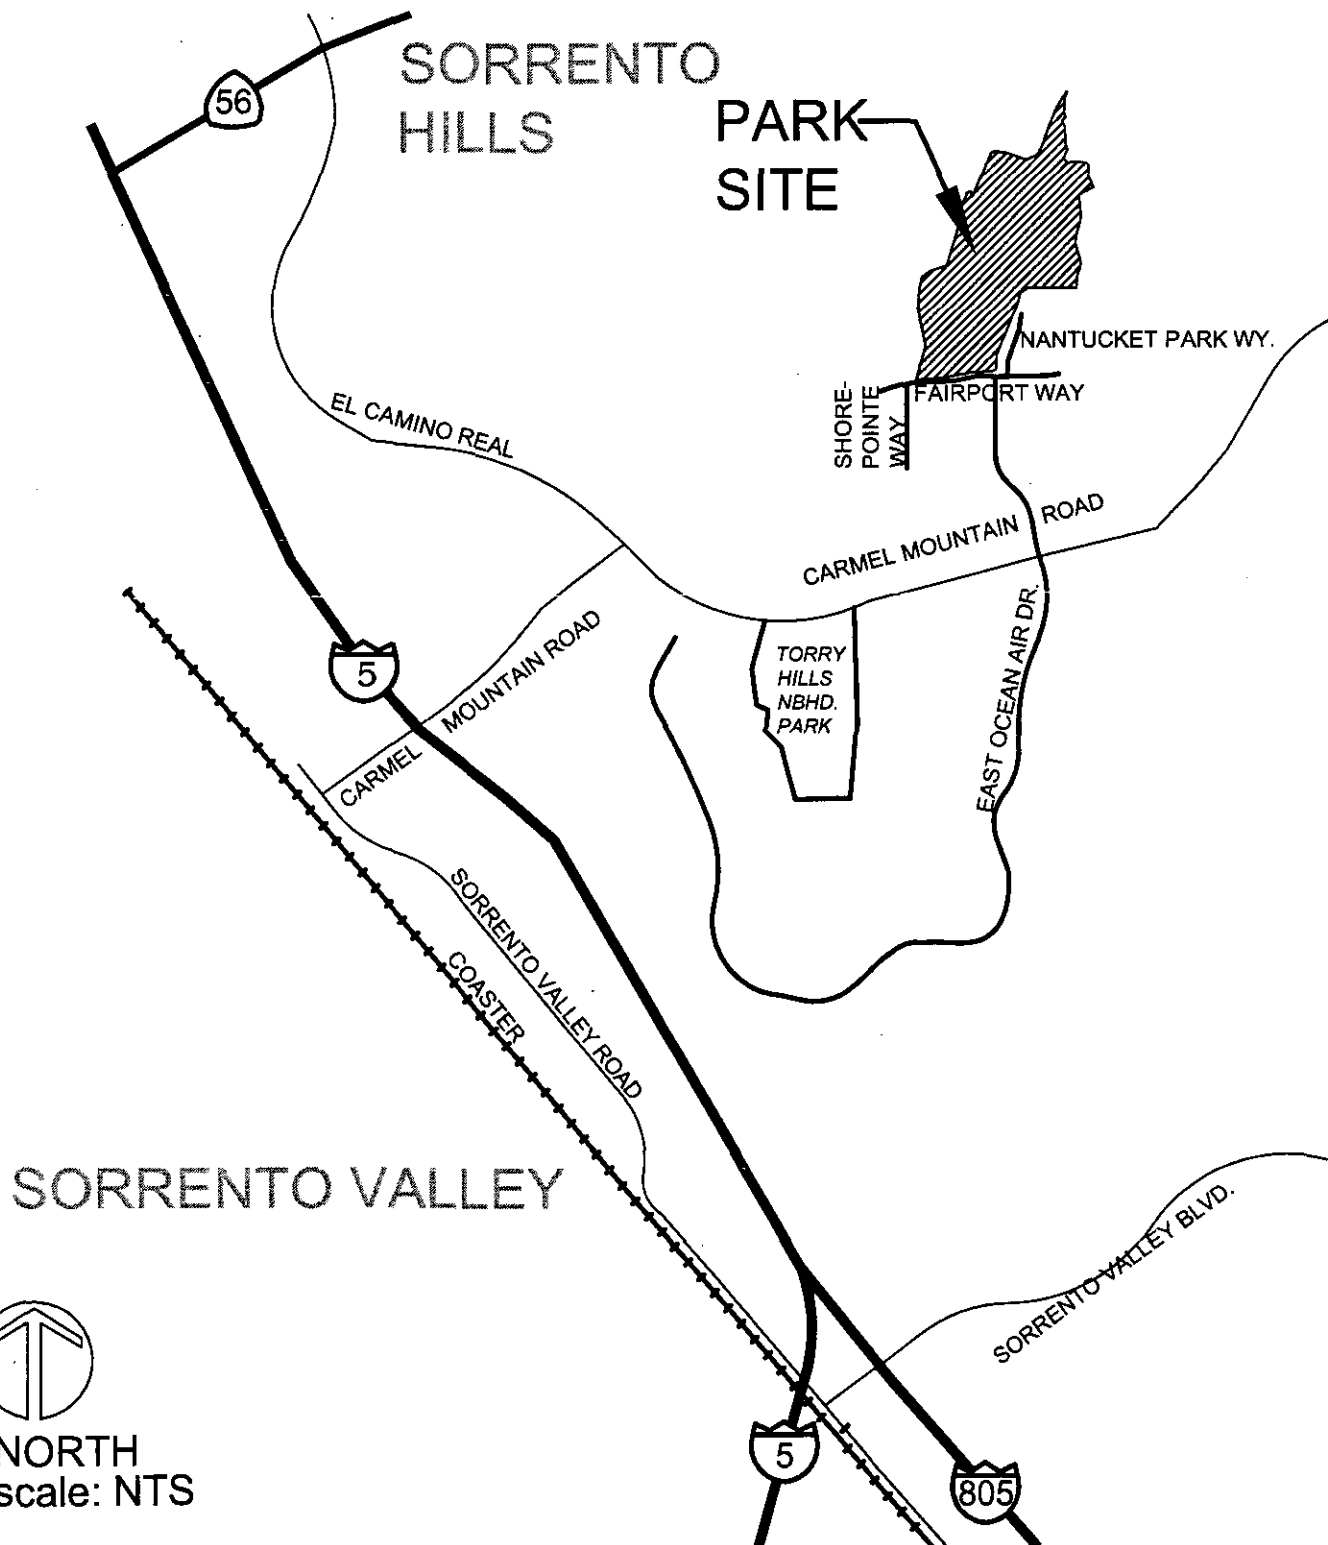 SORRENTO
HILLS
56
PARK
SITE
NANTUCKET PARK WY.
FAIRPORT WAY
SHORE-
POINTE
WAY
EL CAMINO REAL
CARMEL MOUNTAIN ROAD
TORRY
HILLS
NBHD.
PARK
EAST OCEAN AIR DR.
5
CARMEL MOUNTAIN ROAD
SORRENTO VALLEY ROAD
COASTER
SORRENTO VALLEY
SORRENTO VALLEY BLVD.
5
805
NORTH
scale: NTS